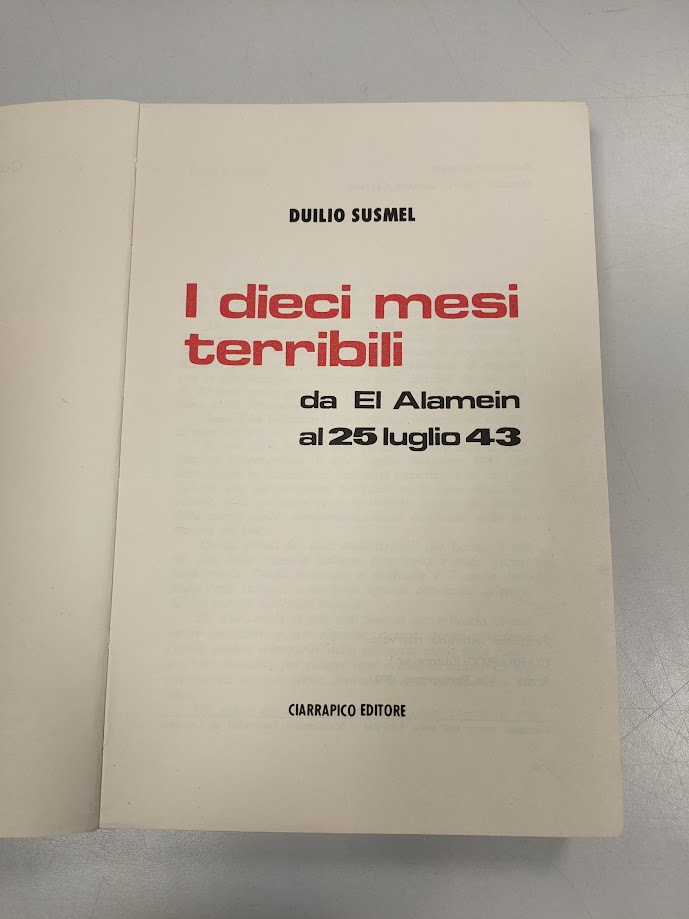 DUILIO SUSMEL
I dieci mesi
terribili
da El Alamein
al 25 luglio 43
CIARRAPICO EDITORE